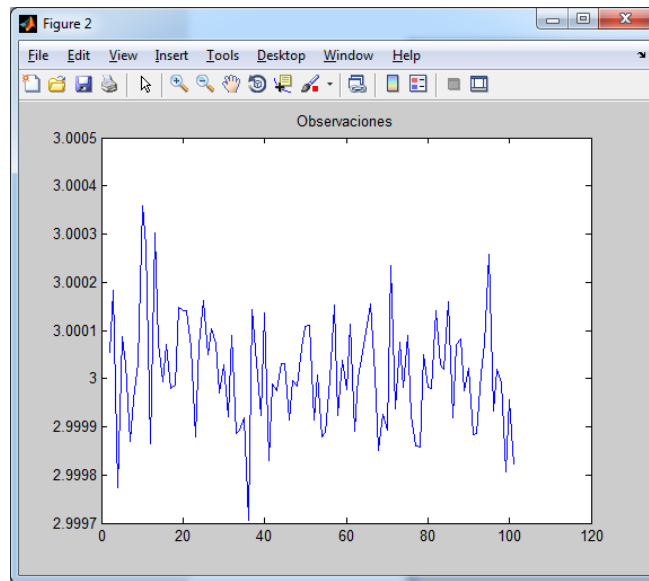 Figure 2
File Edit View Insert Tools Desktop Window Help
Observaciones
3.0005
3.0004
3.0003
3.0002
3.0001
3
2.9999
2.9998
2.9997
0 20 40 60 80 100 120